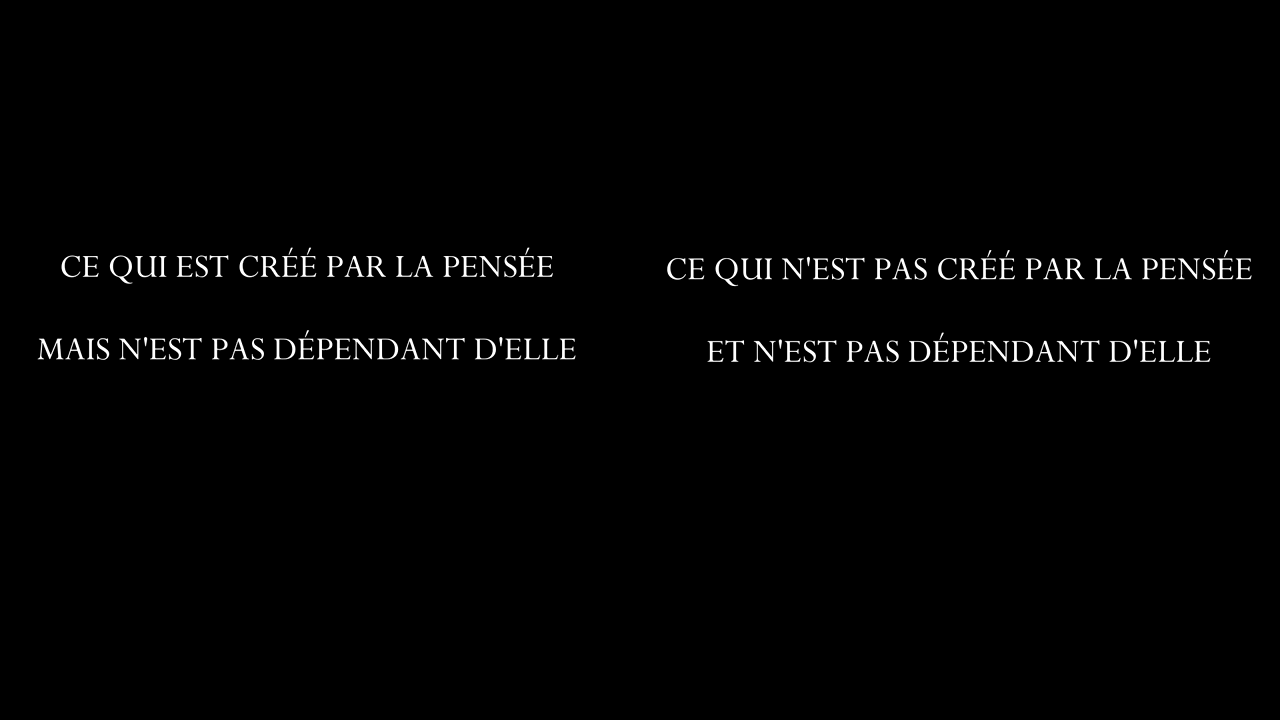 CE QUI EST CRÉÉ PAR LA PENSÉE
MAIS N'EST PAS DÉPENDANT D'ELLE
CE QUI N'EST PAS CRÉÉ PAR LA PENSÉE
ET N'EST PAS DÉPENDANT D'ELLE